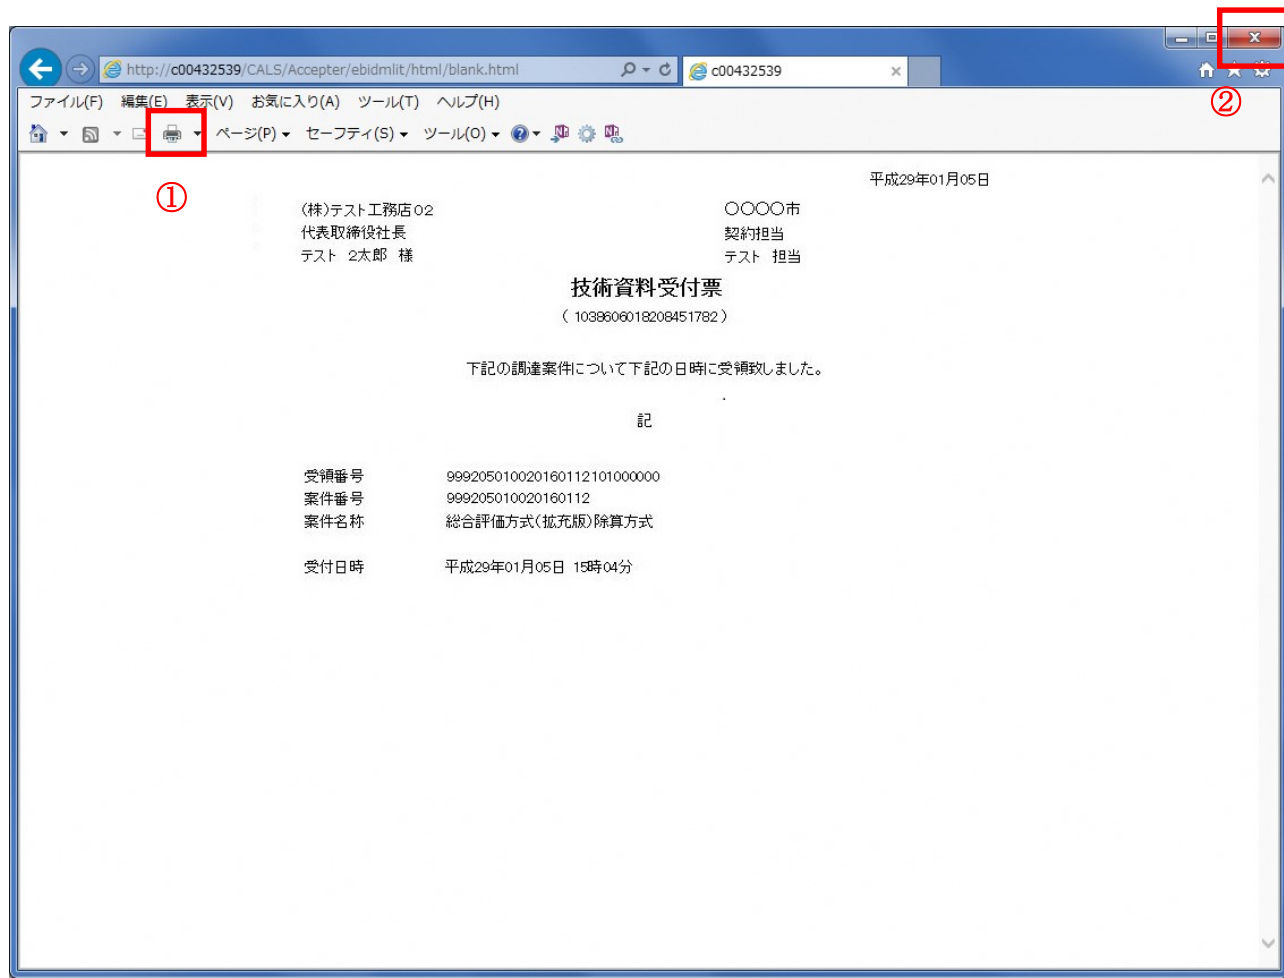 http://c00432539/CALS/Accepter/ebidmlit/html/blank.html
c00432539
ファイル(F) 編集(E) 表示(V) お気に入り(A) ツール(T) ヘルプ(H)
②
ページ(P) セーフティ(S) ツール(O)
①
平成29年01月05日
(株)テスト工務店02 〇〇〇〇市
代表取締役社長 契約担当
テスト 2太郎 様 テスト 担当
技術資料受付票
( 1038606018208451782 )
下記の調達案件について下記の日時に受領致しました。
記
受領番号 999205010020160112101000000
案件番号 999205010020160112
案件名称 総合評価方式(拡充版)除算方式
受付日時 平成29年01月05日 15時04分